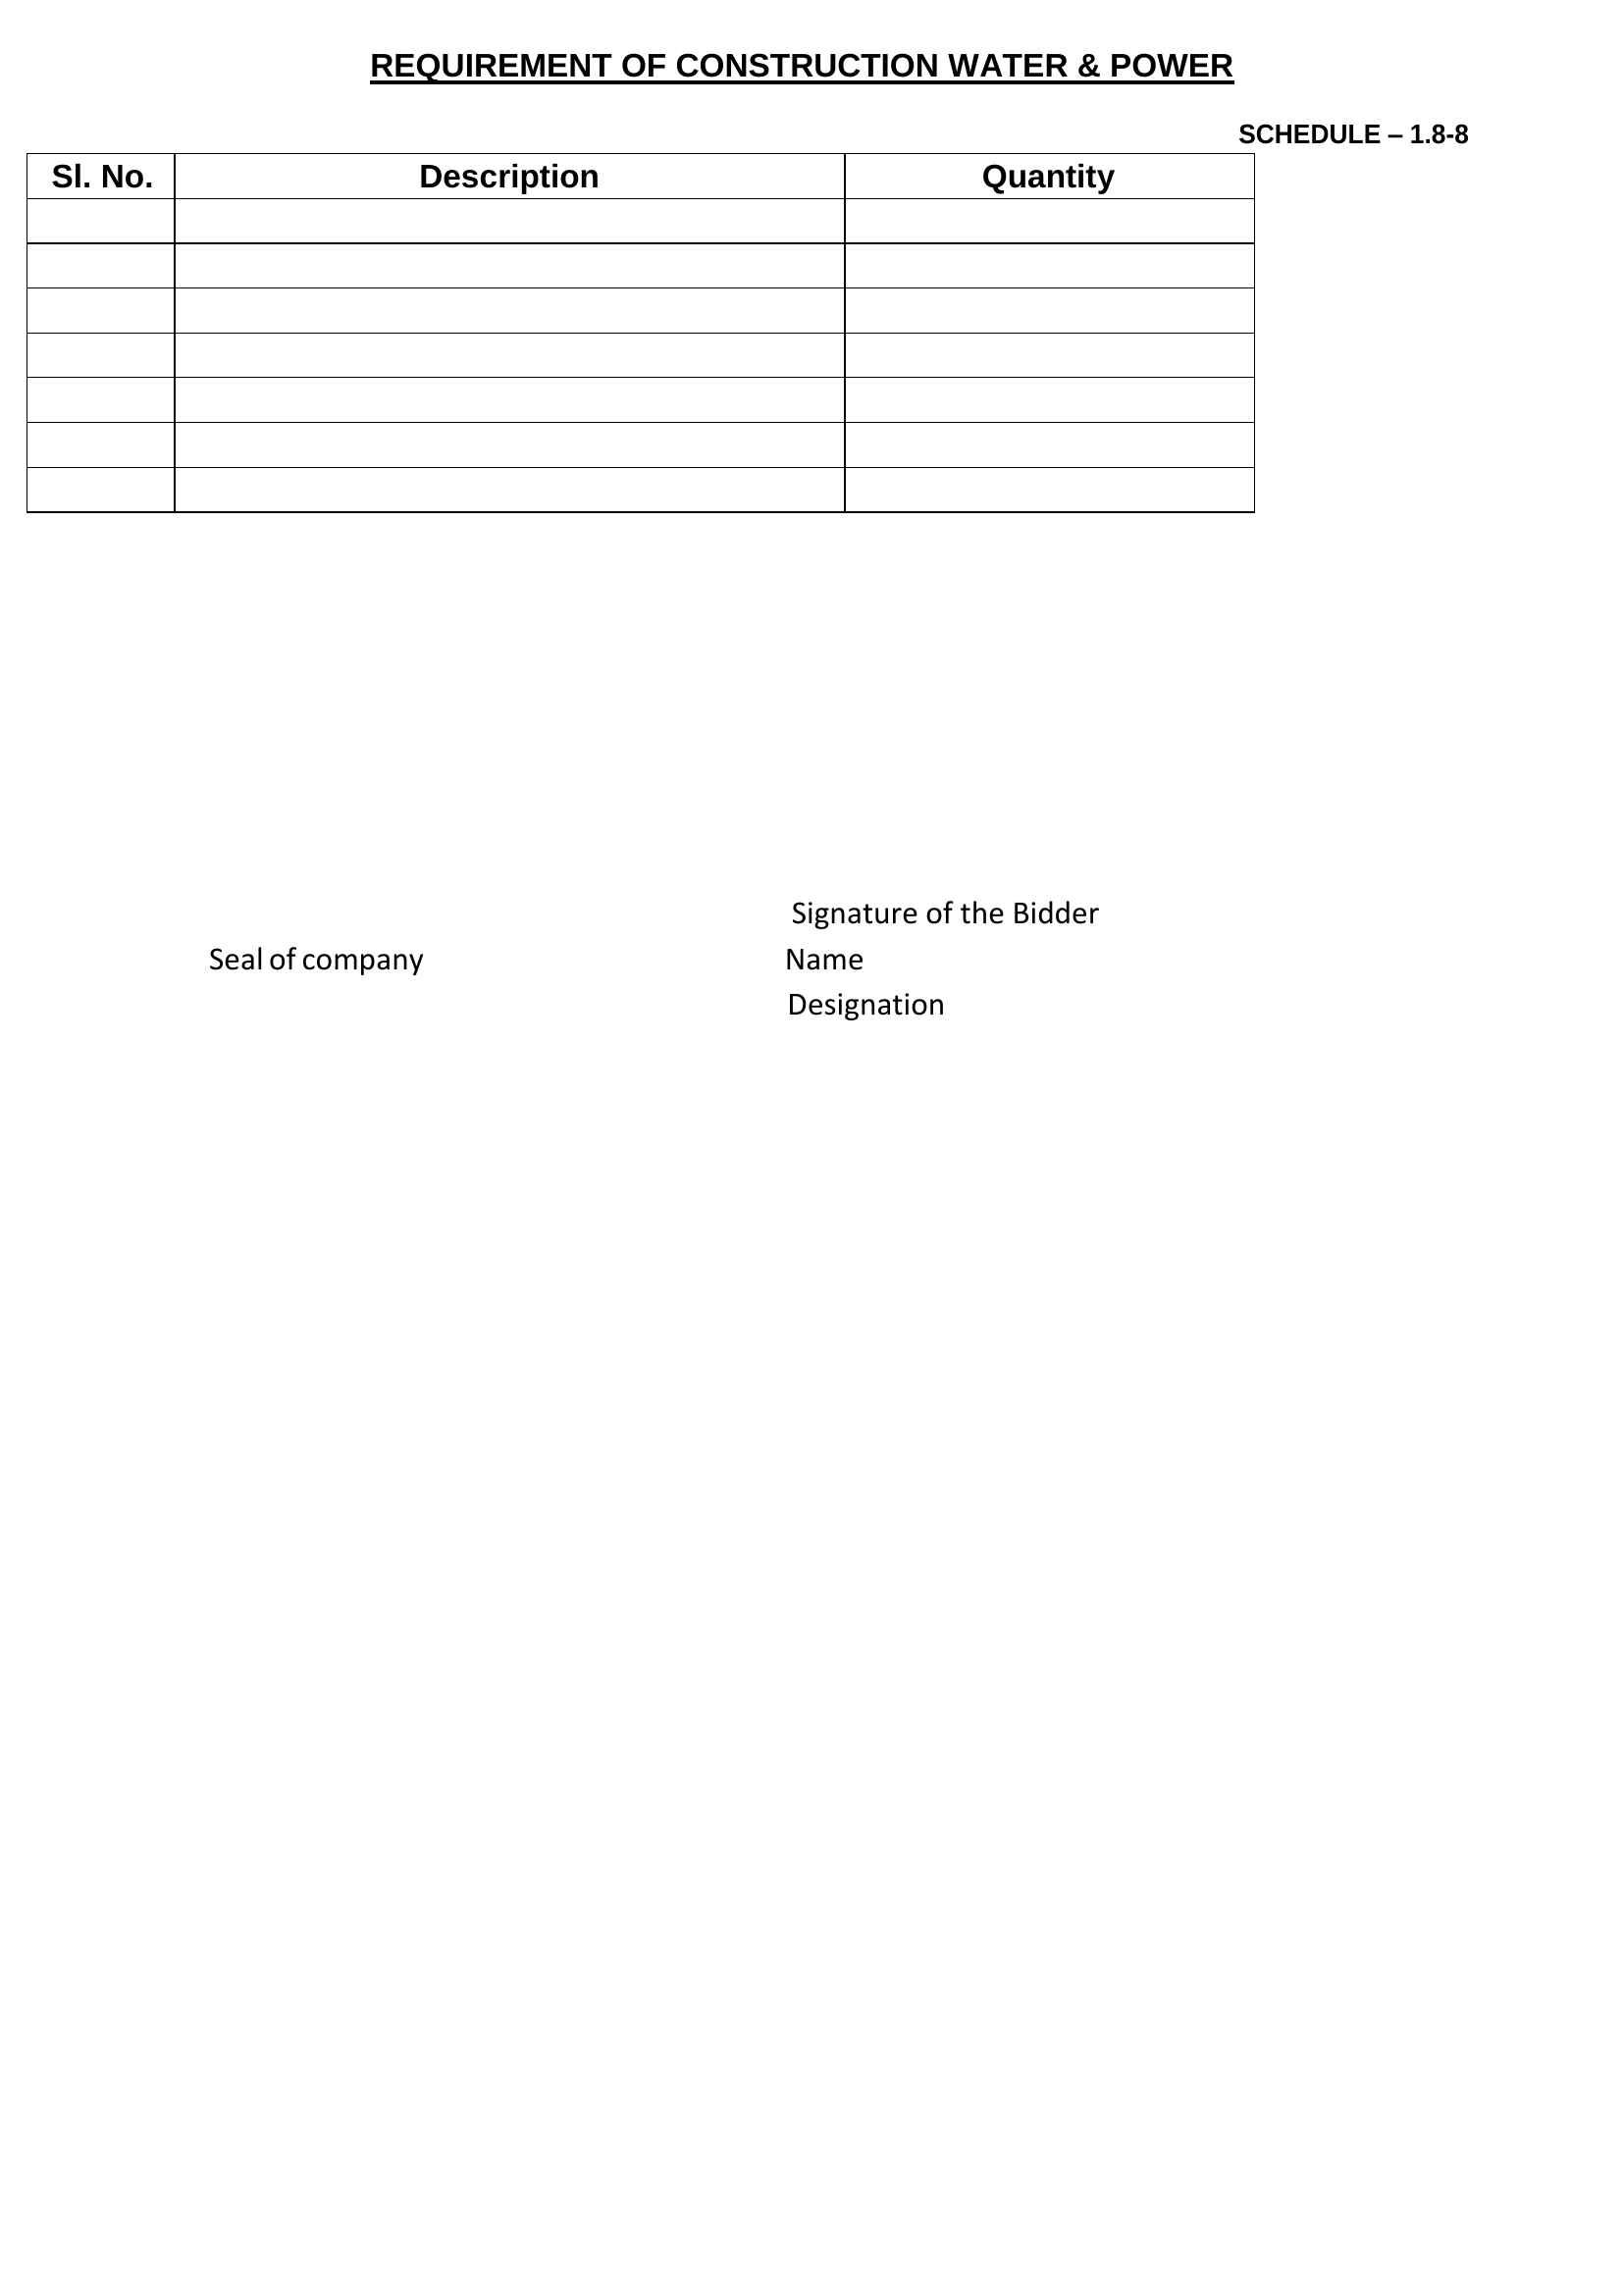 REQUIREMENT OF CONSTRUCTION WATER & POWER
SCHEDULE – 1.8-8
Sl. No. Description Quantity
Signature of the Bidder
Seal of company Name
Designation